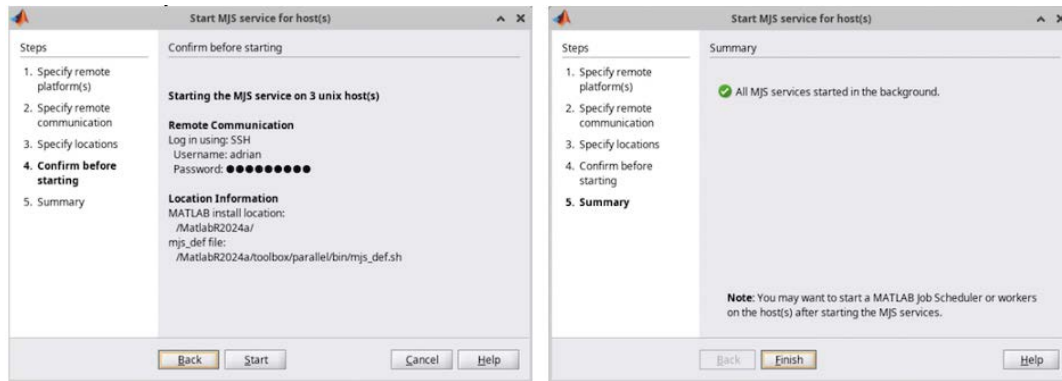 Start MJS service for host(s)
Steps
1. Specify remote
platform(s)
2. Specify remote
communication
3. Specify locations
4. Confirm before
starting
5. Summary
Confirm before starting
Starting the MJS service on 3 unix host(s)
Remote Communication
Log in using: SSH
Username: adrian
Password: ●●●●●●●●●
Location Information
MATLAB install location:
/MatlabR2024a/
mjs_def file:
/MatlabR2024a/toolbox/parallel/bin/mjs_def.sh
Back Start Cancel Help
Start MJS service for host(s)
Steps
1. Specify remote
platform(s)
2. Specify remote
communication
3. Specify locations
4. Confirm before
starting
5. Summary
Summary
All MJS services started in the background.
Note: You may want to start a MATLAB Job Scheduler or workers
on the host(s) after starting the MJS services.
Back Finish Help